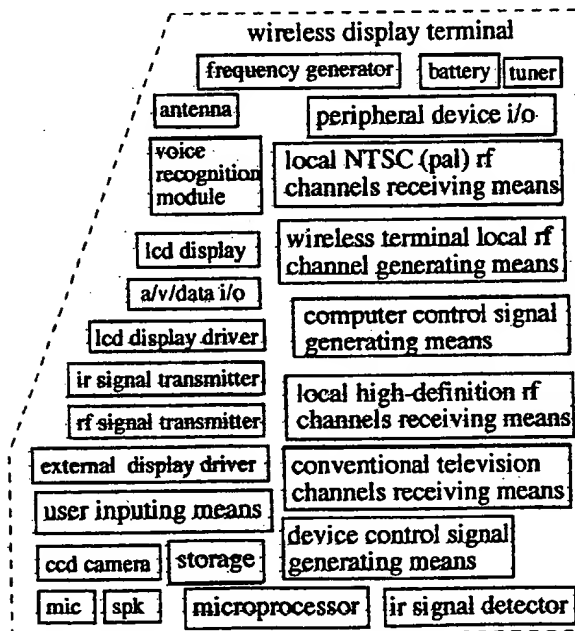 wireless display terminal
frequency generator
battery
tuner
antenna
peripheral device i/o
voice
recognition
module
local NTSC (pal) rf
channels receiving means
lcd display
wireless terminal local rf
channel generating means
a/v/data i/o
computer control signal
generating means
lcd display driver
ir signal transmitter
local high-definition rf
channels receiving means
rf signal transmitter
external display driver
conventional television
channels receiving means
user inputing means
device control signal
generating means
ccd camera
storage
mic
spk
microprocessor
ir signal detector